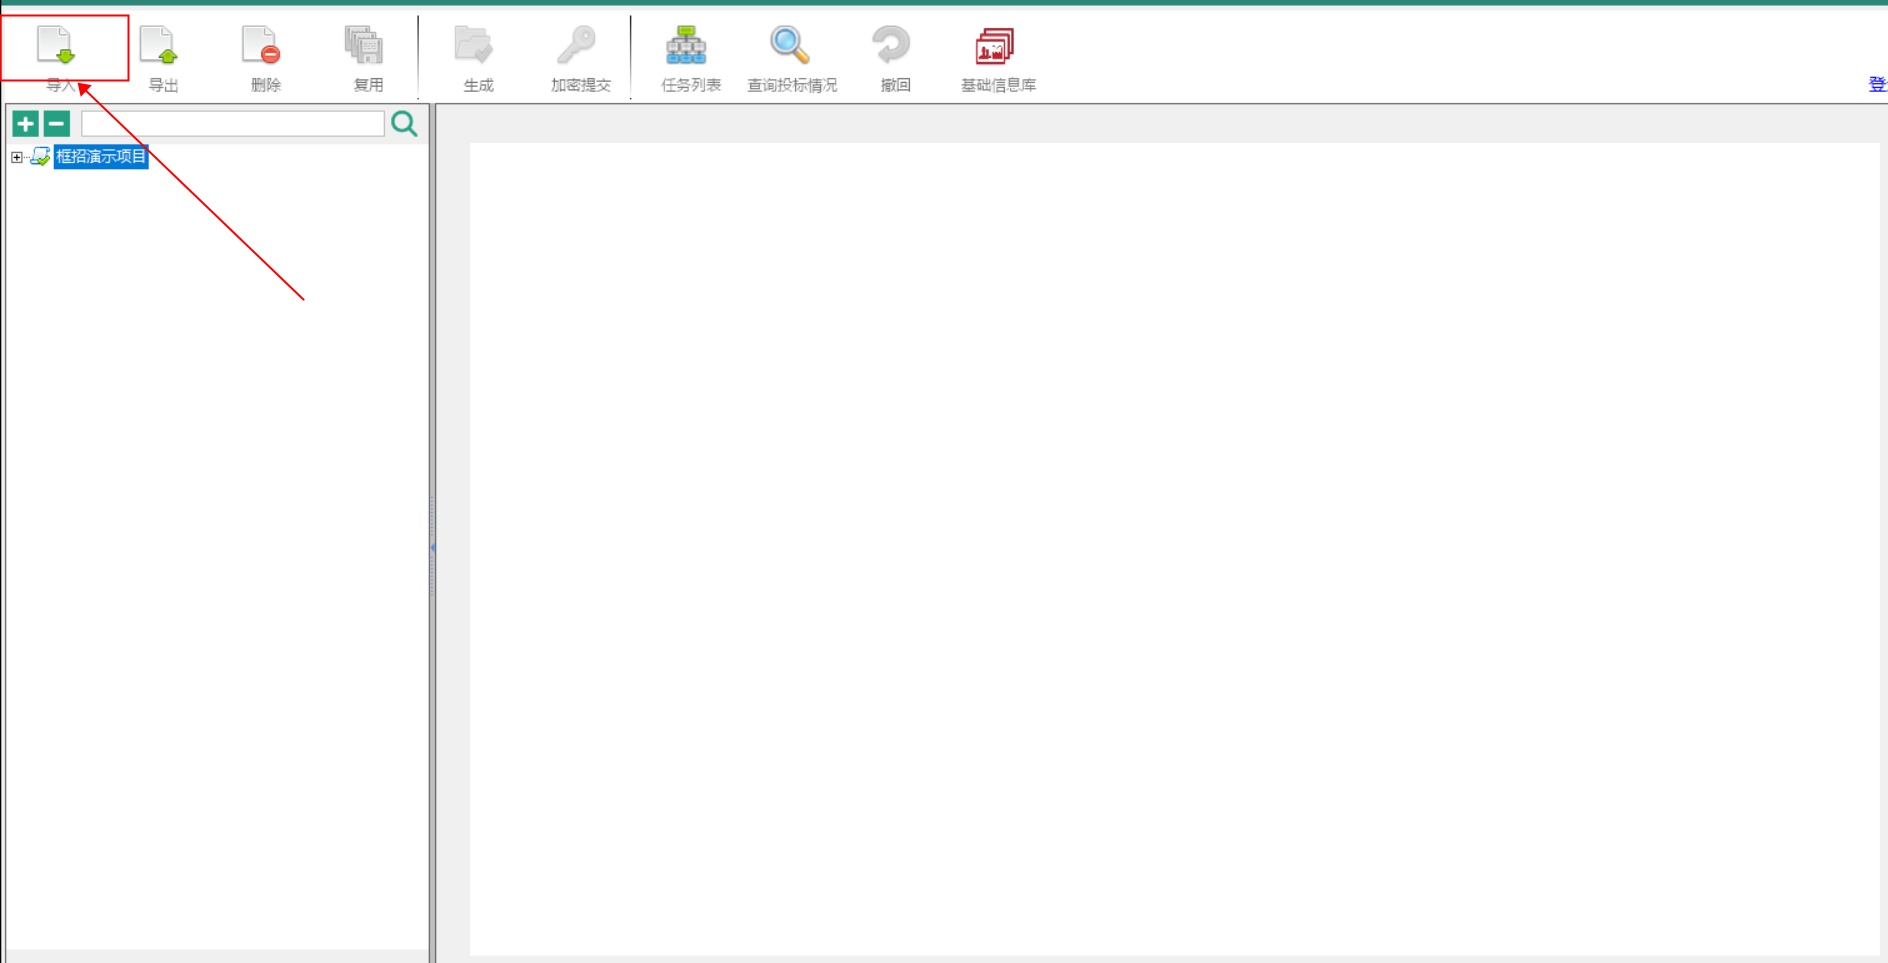 导入 导出 删除 复用 生成 加密提交 任务列表 查询投标情况 撤回 基础信息库 登
框招演示项目